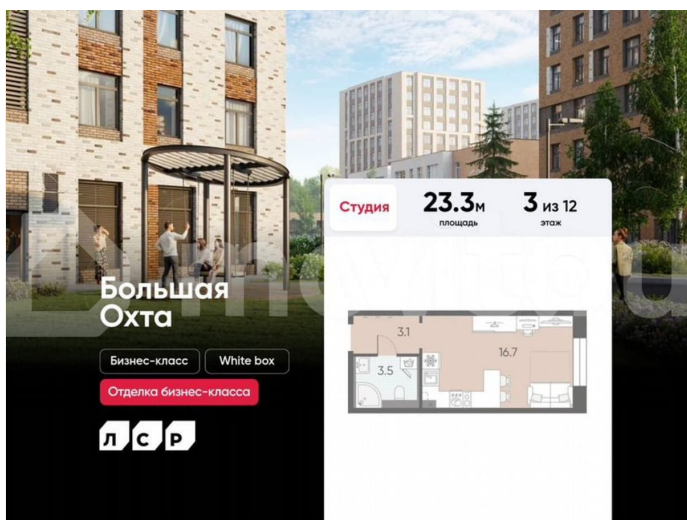 Студия
23.3м
площадь
3 из 12
этаж
Большая
Охта
Бизнес-класс
White box
Отделка бизнес-класса
ЛСР
3.1
16.7
3.5